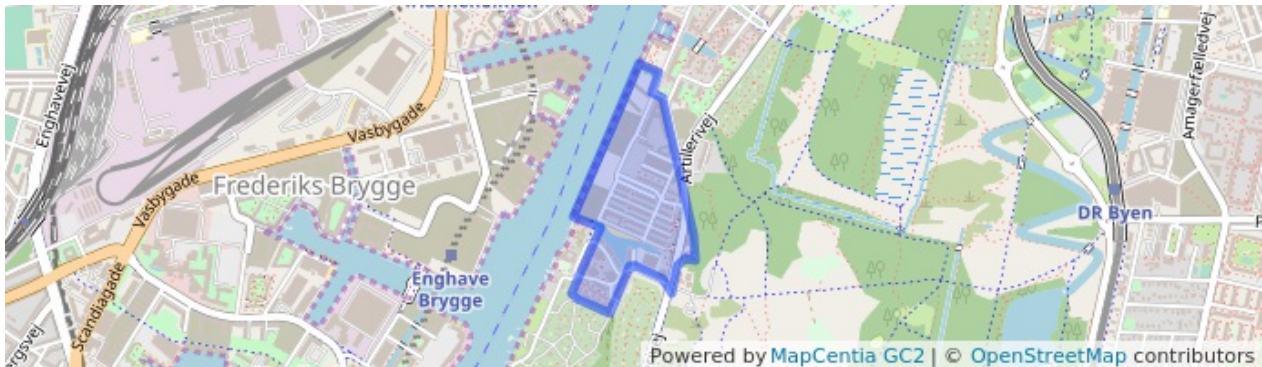 Enghavevej
Vasbygade
Frederiks Brygge
Vasbygade
Scandiagade
Enghave
Brygge
Artillerivej
Amagerfælledvej
DR Byen
Powered by MapCentia GC2 | © OpenStreetMap contributors